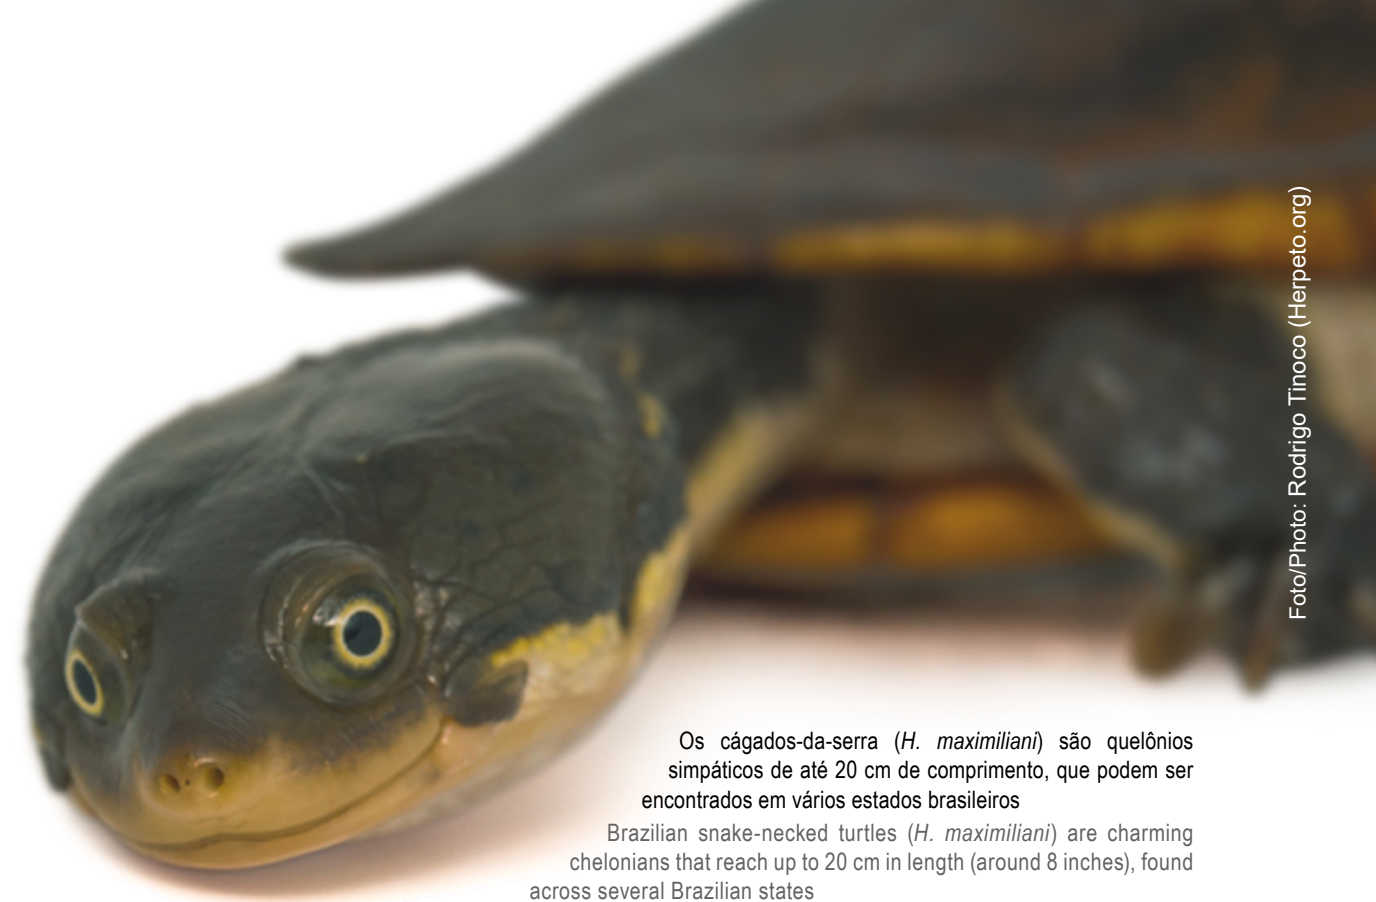 Foto/Photo: Rodrigo Tinoco (Herpeto.org)
Os cágados-da-serra (H. maximiliani) são quelônios
simpáticos de até 20 cm de comprimento, que podem ser
encontrados em vários estados brasileiros
Brazilian snake-necked turtles (H. maximiliani) are charming
chelonians that reach up to 20 cm in length (around 8 inches), found
across several Brazilian states